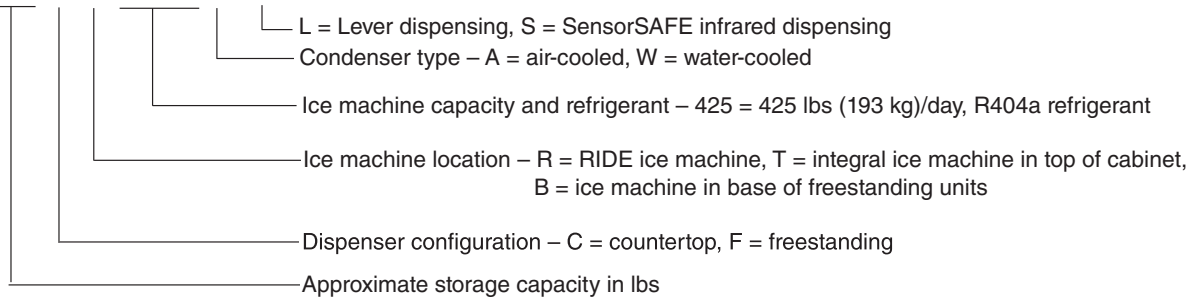 L = Lever dispensing, S = SensorSAFE infrared dispensing
Condenser type – A = air-cooled, W = water-cooled
Ice machine capacity and refrigerant – 425 = 425 lbs (193 kg)/day, R404a refrigerant
Ice machine location – R = RIDE ice machine, T = integral ice machine in top of cabinet,
B = ice machine in base of freestanding units
Dispenser configuration – C = countertop, F = freestanding
Approximate storage capacity in lbs